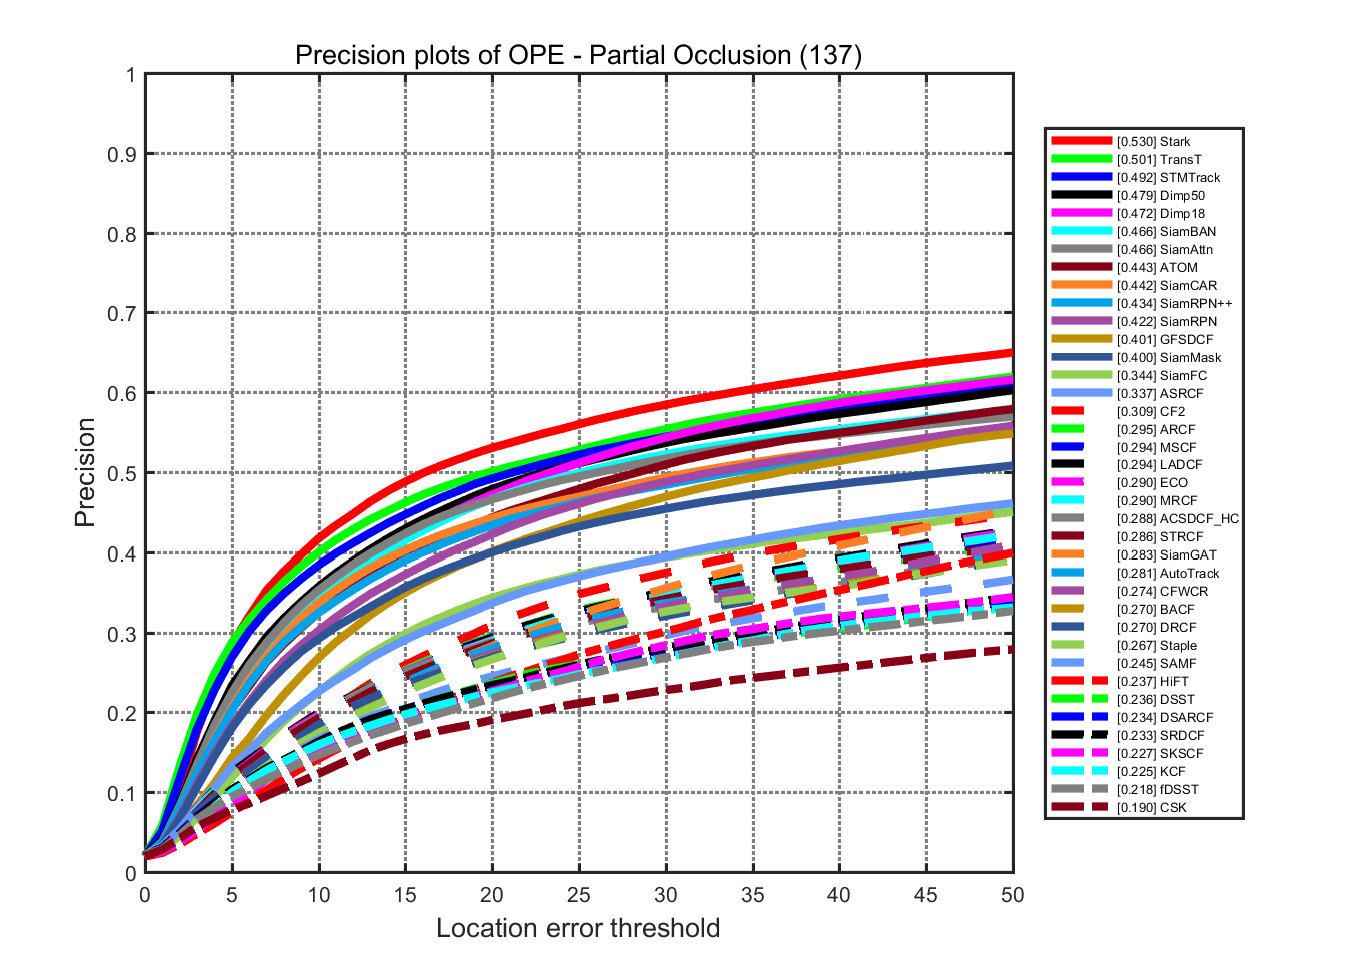 Precision plots of OPE - Partial Occlusion (137)
1
0.9
0.8
0.7
0.6
0.5
0.4
0.3
0.2
0.1
0
Precision
0 5 10 15 20 25 30 35 40 45 50
Location error threshold
[0.530] Stark
[0.501] TransT
[0.492] STMTrack
[0.479] Dimp50
[0.472] Dimp18
[0.466] SiamBAN
[0.466] SiamAttn
[0.443] ATOM
[0.442] SiamCAR
[0.434] SiamRPN++
[0.422] SiamRPN
[0.401] GFSDCF
[0.400] SiamMask
[0.344] SiamFC
[0.337] ASRCF
[0.309] CF2
[0.295] ARCF
[0.294] MSCF
[0.294] LADCF
[0.290] ECO
[0.290] MRCF
[0.288] ACSDCF_HC
[0.286] STRCF
[0.283] SiamGAT
[0.281] AutoTrack
[0.274] CFWCR
[0.270] BACF
[0.270] DRCF
[0.267] Staple
[0.245] SAMF
[0.237] HiFT
[0.236] DSST
[0.234] DSARCF
[0.233] SRDCF
[0.227] SKSCF
[0.225] KCF
[0.218] fDSST
[0.190] CSK